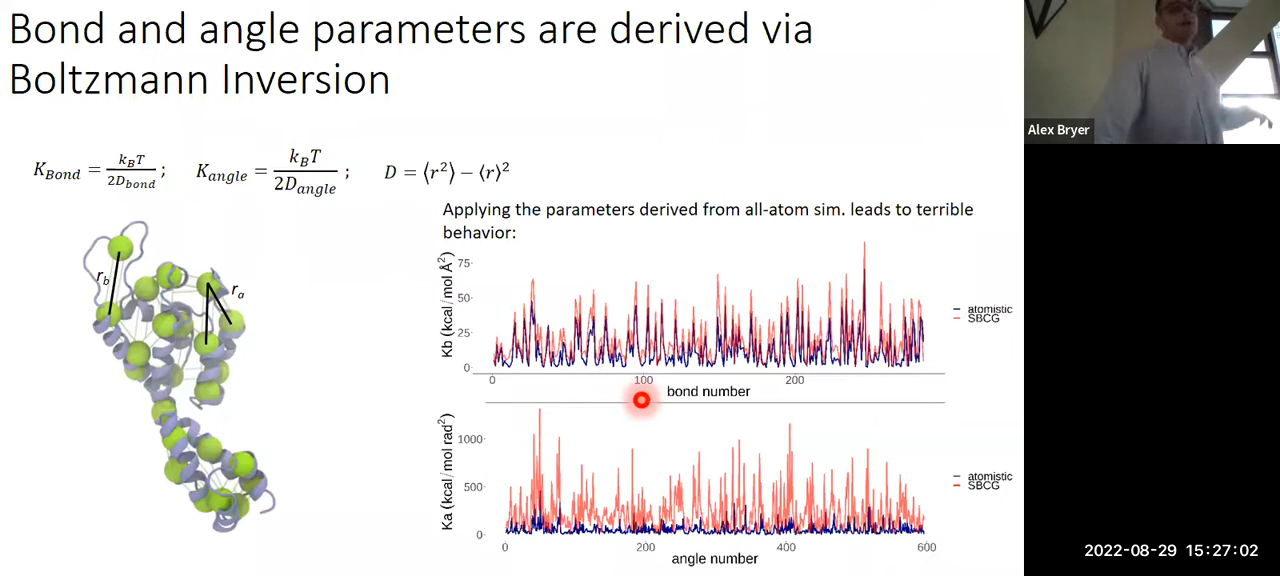 Bond and angle parameters are derived via
Boltzmann Inversion
K_Bond = k_BT / 2D_bond ; K_angle = k_BT / 2D_angle ; D = ⟨r²⟩ − ⟨r⟩²
Applying the parameters derived from all-atom sim. leads to terrible
behavior:
r_b
r_a
Kb (kcal/mol Å²)
75
50
25
0
0 100 200
bond number
atomistic
SBCG
Ka (kcal/mol rad²)
1000
500
0
0 200 400 600
angle number
atomistic
SBCG
Alex Bryer
2022-08-29 15:27:02